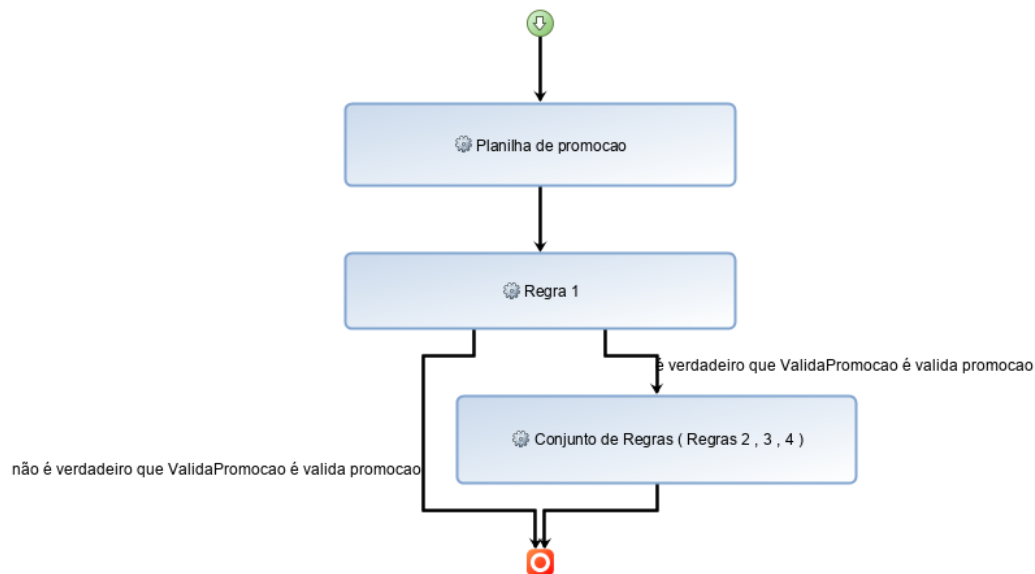 Planilha de promocao
Regra 1
é verdadeiro que ValidaPromocao é valida promocao
Conjunto de Regras ( Regras 2 , 3 , 4 )
não é verdadeiro que ValidaPromocao é valida promocao